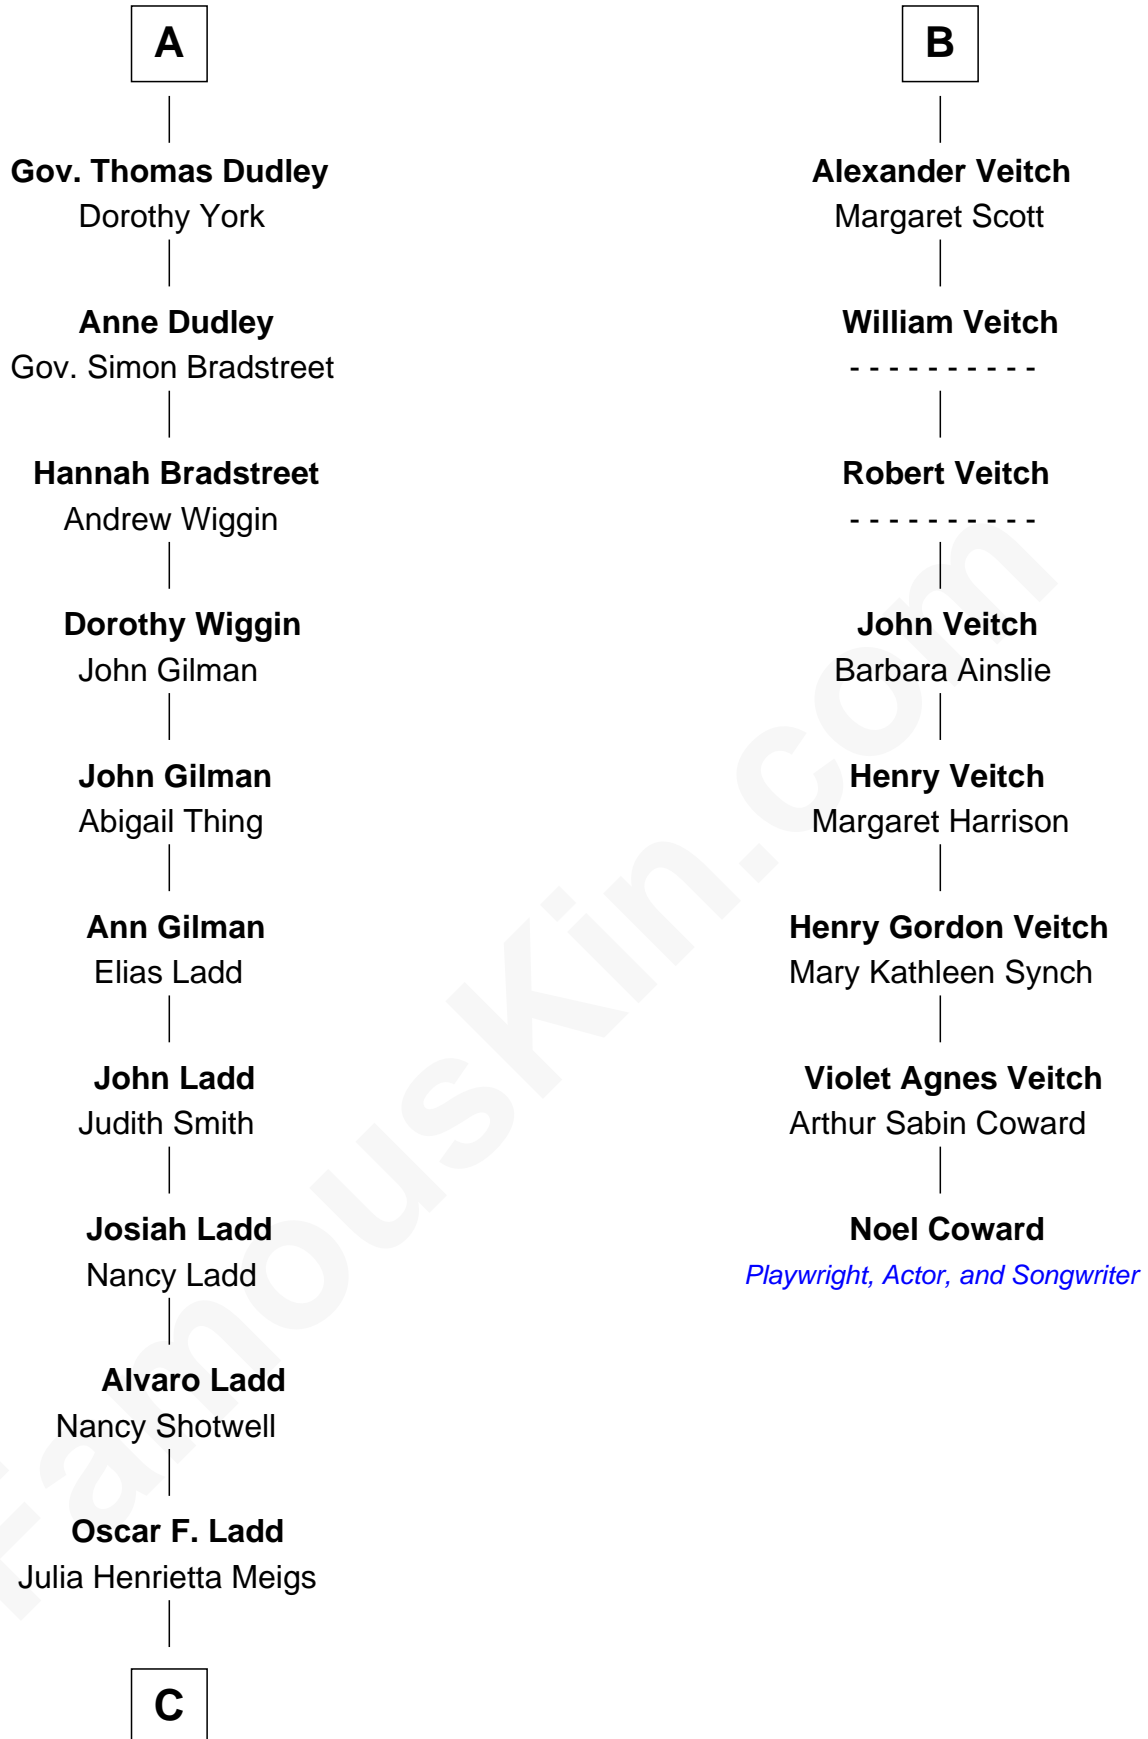 A
Gov. Thomas Dudley
Dorothy York
Anne Dudley
Gov. Simon Bradstreet
Hannah Bradstreet
Andrew Wiggin
Dorothy Wiggin
John Gilman
John Gilman
Abigail Thing
Ann Gilman
Elias Ladd
John Ladd
Judith Smith
Josiah Ladd
Nancy Ladd
Alvaro Ladd
Nancy Shotwell
Oscar F. Ladd
Julia Henrietta Meigs
C
B
Alexander Veitch
Margaret Scott
William Veitch
- - - - - - - - - -
Robert Veitch
- - - - - - - - - -
John Veitch
Barbara Ainslie
Henry Veitch
Margaret Harrison
Henry Gordon Veitch
Mary Kathleen Synch
Violet Agnes Veitch
Arthur Sabin Coward
Noel Coward
Playwright, Actor, and Songwriter
FamousKin.com